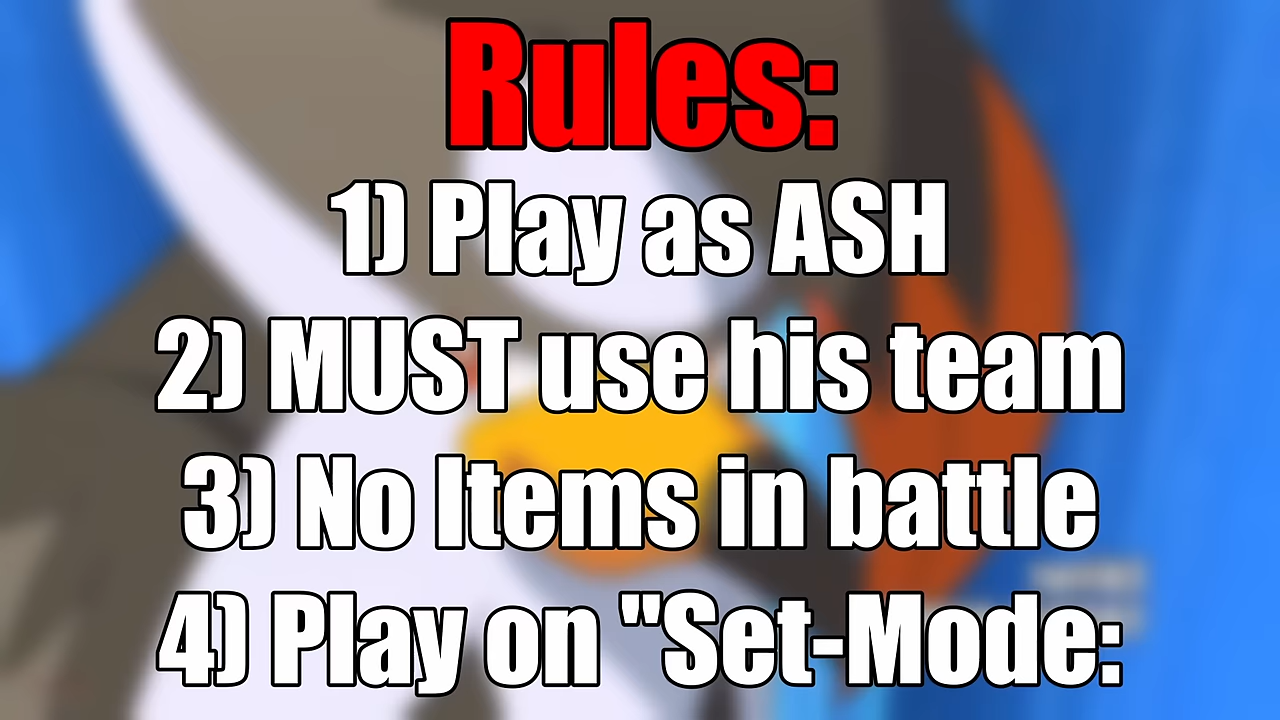 Rules:
1) Play as ASH
2) MUST use his team
3) No Items in battle
4) Play on "Set-Mode: